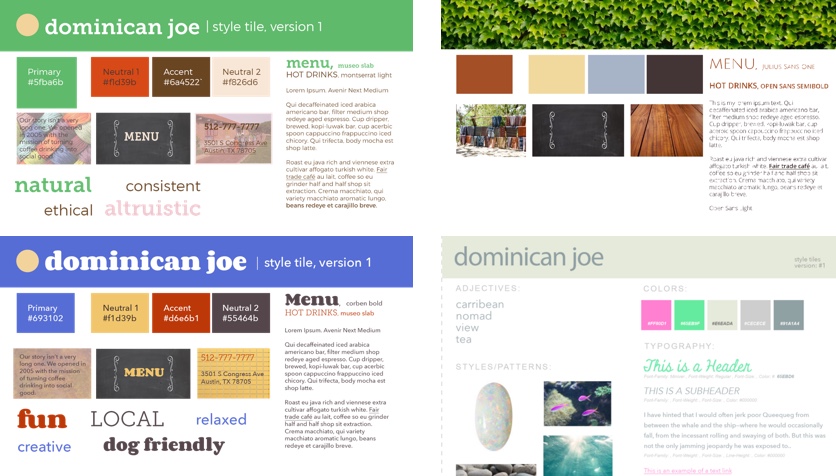 dominican joe | style tile, version 1
Primary
#5fba6b
Neutral 1
#f1d39b
Accent
#6a4522
Neutral 2
#f826d6
Our story isn't a very
long one. We opened
in 2005 with the
mission of turning
coffee drinking into
social good.
MENU
512-777-7777
3501 S Congress Ave
Austin, TX 78705
natural
consistent
ethical
altruistic
menu, museo slab
HOT DRINKS, montserrat light
Lorem Ipsum, Avenir Next Medium
Qui decaffeinated iced arabica
americano bar, filter medium shop
redeye aged espresso. Cup dripper,
brewed, kopi-luwak bar, cup acerbic
spoon cappuccino frappuccino iced
chicory. Qui trifecta, body mocha est
shop latte.
Roast eu java rich and viennese extra
cultivar affogato turkish white. Fair
trade café au lait, coffee so eu
grinder half and half shop sit
extraction. Crema macchiato, qui
variety macchiato aromatic lungo,
beans redeye et carajillo breve.
MENU, JULIUS SANS ONE
HOT DRINKS, OPEN SANS SEMIBOLD
This is my lorem ipsum text. Qui
decaffeinated iced arabica
americano bar, filter medium shop
redeye aged espresso. Cup dripper,
brewed, kopi-luwak bar, cup acerbic
spoon cappuccino frappuccino iced
chicory. Qui trifecta, body mocha est
shop latte.
Roast eu java rich and viennese extra
cultivar affogato turkish white. Fair
trade café au lait, coffee so eu
grinder half and half shop sit
extraction. Crema macchiato, qui
variety macchiato aromatic lungo,
beans redeye et carajillo breve.
Open Sans Light
MENU
dominican joe | style tile, version 1
Primary
#693102
Neutral 1
#f1d39b
Accent
#d6e6b1
Neutral 2
#55464b
Our story isn't a very
long one. We opened in
2005 with the mission
of turning coffee
drinking into social
good.
MENU
512-777-7777
3501 S Congress Ave
Austin, TX 78705
fun
LOCAL
relaxed
creative
dog friendly
Menu, corben bold
HOT DRINKS, museo slab
Lorem Ipsum. Avenir Next Medium
Qui decaffeinated iced arabica
americano bar, filter medium shop
redeye aged espresso. Cup dripper,
brewed, kopi-luwak bar, cup acerbic
spoon cappuccino frappuccino iced
chicory. Qui trifecta, body mocha est
shop latte.
Roast eu java rich and viennese extra
cultivar affogato turkish white. Fair
trade café au lait, coffee so eu grinder
half and half shop sit extraction.
Crema macchiato, qui variety
macchiato aromatic lungo, beans
redeye et carajillo breve.
dominican joe
style tiles
version: #1
ADJECTIVES:
carribean
nomad
view
tea
STYLES/PATTERNS:
COLORS:
TYPOGRAPHY:
This is a Header
THIS IS A SUBHEADER
I have hinted that I would often jerk poor Queequeg from
between the whale and the ship–where he would occasionally
fall, from the incessant rolling and swaying of both. But this was
not the only jamming jeopardy he was exposed to..
This is an example of a text link